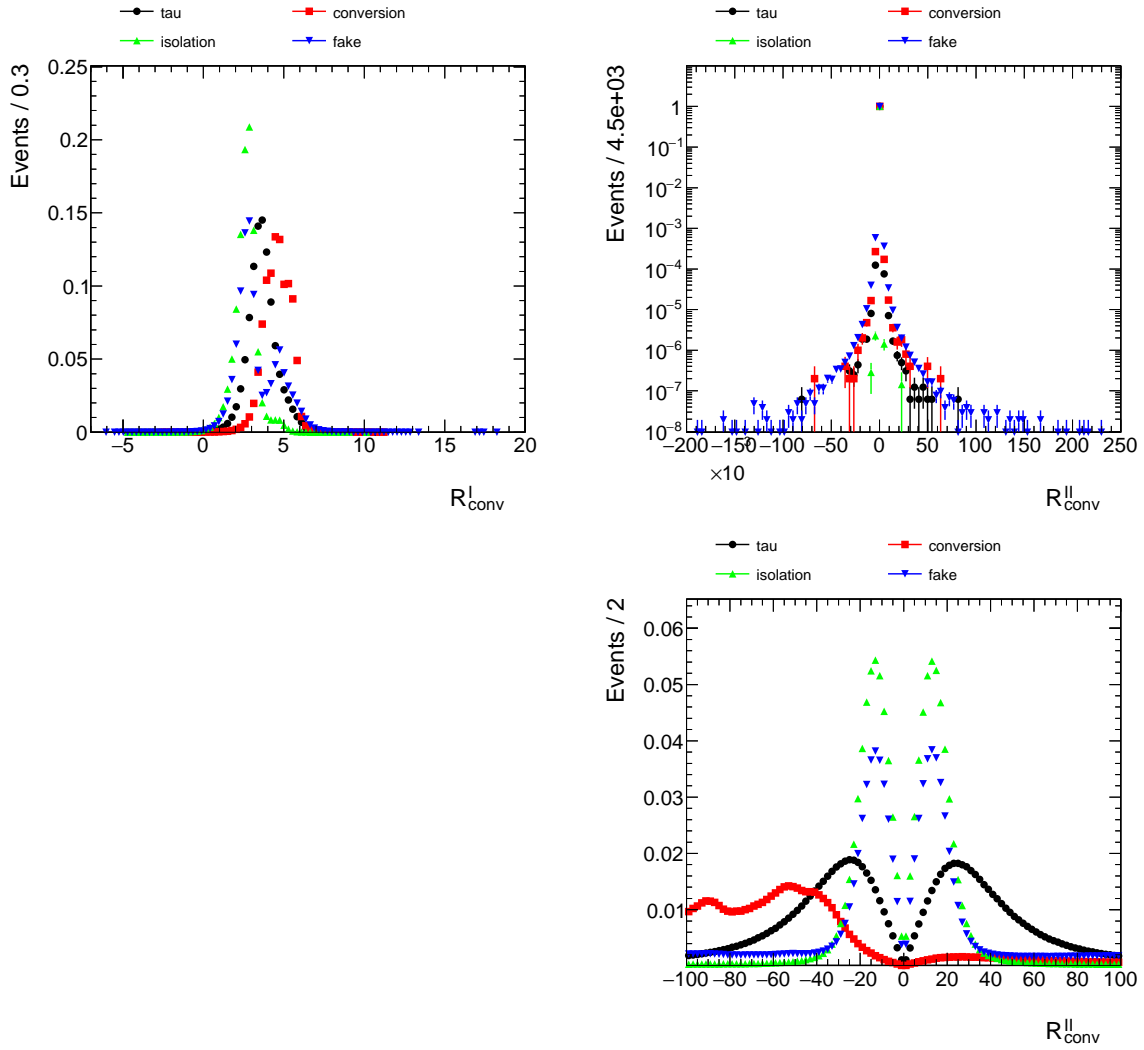 tau
conversion
isolation
fake
Events / 0.3
0.25
0.2
0.15
0.1
0.05
0
−5 0 5 10 15 20
R^I_conv
tau
conversion
isolation
fake
Events / 4.5e+03
1
10^−1
10^−2
10^−3
10^−4
10^−5
10^−6
10^−7
10^−8
−200 −150 −100 −50 0 50 100 150 200 250
×10^3
R^II_conv
tau
conversion
isolation
fake
Events / 2
0.06
0.05
0.04
0.03
0.02
0.01
−100 −80 −60 −40 −20 0 20 40 60 80 100
R^II_conv